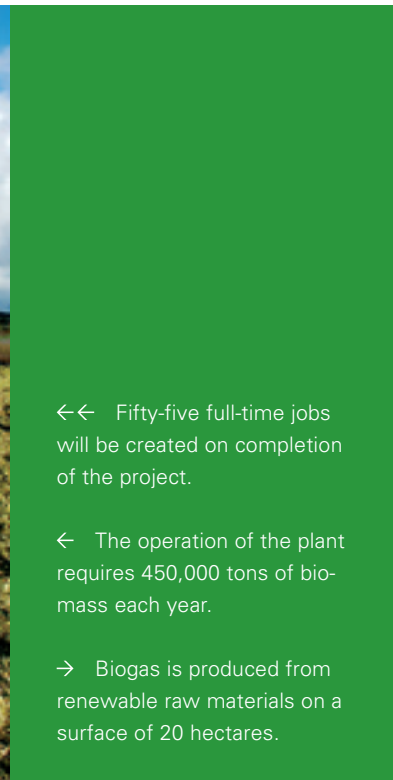 ←← Fifty-five full-time jobs
will be created on completion
of the project.
← The operation of the plant
requires 450,000 tons of bio-
mass each year.
→ Biogas is produced from
renewable raw materials on a
surface of 20 hectares.